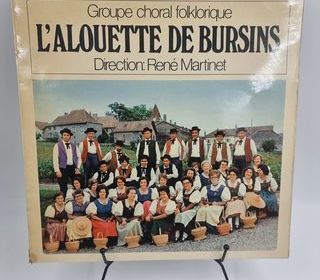 Groupe choral folklorique
L'ALOUETTE DE BURSINS
Direction: René Martinet